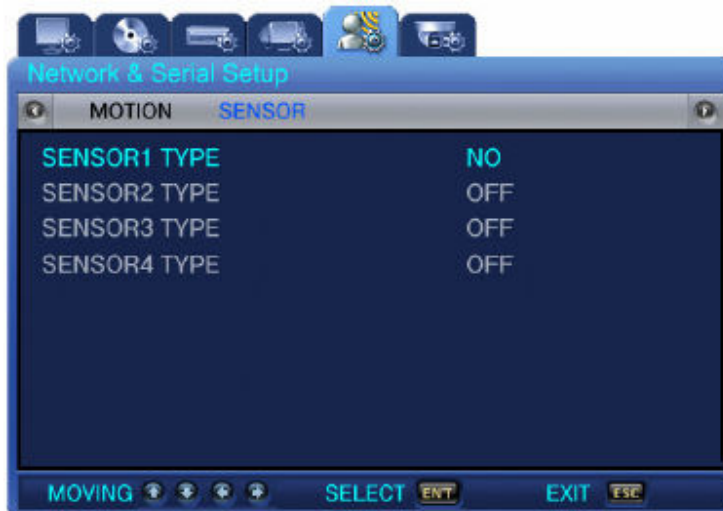 Network & Serial Setup
MOTION SENSOR
SENSOR1 TYPE NO
SENSOR2 TYPE OFF
SENSOR3 TYPE OFF
SENSOR4 TYPE OFF
MOVING SELECT ENT EXIT ESC